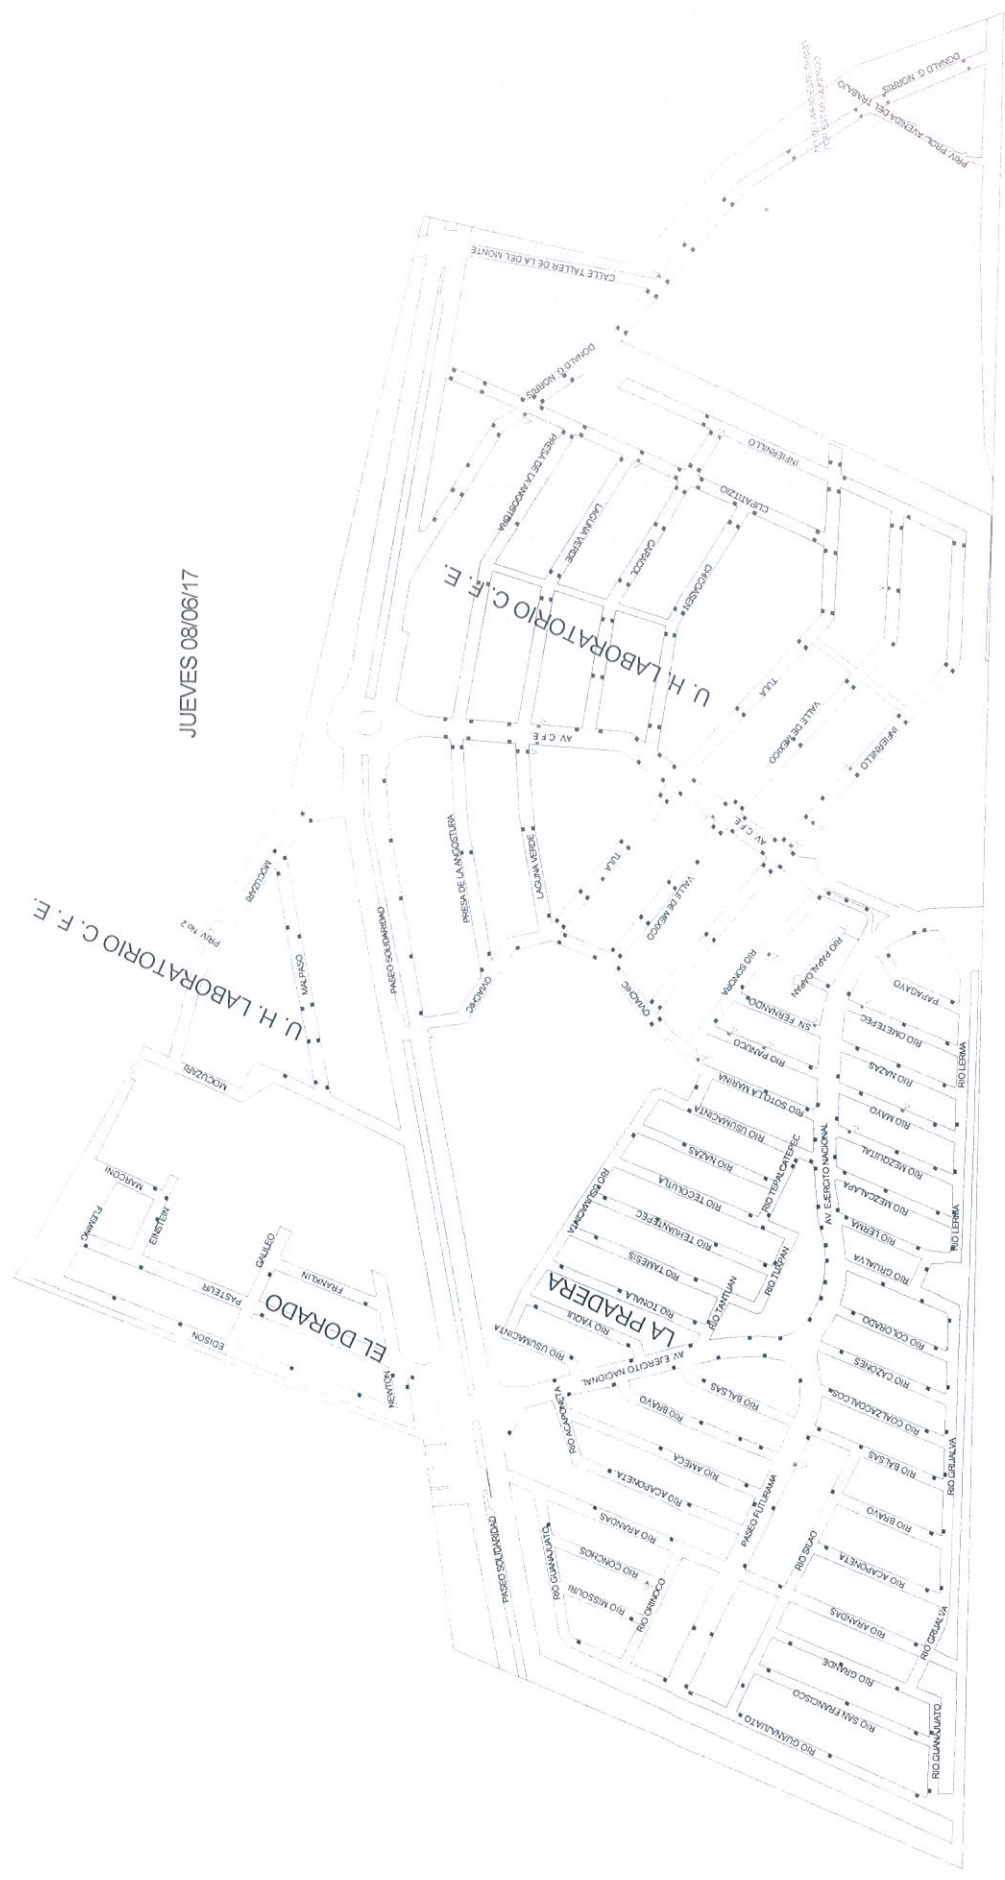 JUEVES 08/06/17
DONALD G NORRIS
PRIV. PROL. AVENIDA DEL TRABAJO
CALLE TALLER DE LA DEL MONTE
DONALD G NORRIS
INFIERNILLO
CUPATITZIO
PRESA DE LA ANGOSTURA
LAGUNA VERDE
CARACOL
CHICOASEN
U. H. LABORATORIO C. F. E.
TULA
VALLE DE MEXICO
INFIERNILLO
AV. C.F.E
AV. C.F.E
PRESA DE LA ANGOSTURA
LAGUNA VERDE
TULA
VALLE DE MEXICO
OVIACHIC
OVIACHIC
PASEO SOLIDARIDAD
U. H. LABORATORIO C. F. E.
MOCUZARI
PRIV. No 2
MALPASO
MOCUZARI
EL DORADO
MARCONI
FLEMING
EINSTEIN
GALILEO
FRANKLIN
PASTEUR
EDISON
NEWTON
LA PRADERA
RIO PAPALOAPAN
RIO SONORA
SN. FERNANDO
RIO PANUCO
RIO SOTO LA MARINA
RIO USUMACINTA
RIO NAZAS
RIO TECOLUTLA
RIO TEPALCATEPEC
RIO TEHUANTEPEC
RIO USUMACINTA
RIO TAMESIS
RIO TUXPAN
RIO TONALA
RIO TANTUAN
RIO YAQUI
RIO USUMACINTA
AV. EJERCITO NACIONAL
AV EJERCITO NACIONAL
PAPAGAYO
RIO OMETEPEC
RIO LERMA
RIO NAZAS
RIO MAYO
RIO MEZQUITAL
RIO MEZCALAPA
RIO LERMA
RIO LERMA
RIO GRIJALVA
RIO COLORADO
RIO CAZONES
RIO COALZACOALCOS
RIO BALSAS
RIO GRIJALVA
RIO BRAVO
RIO ACAPONETA
RIO ARANDAS
RIO GRIJALVA
RIO GRANDE
RIO SAN FRANCISCO
RIO GUANAJUATO
RIO GUANAJUATO
RIO SILAO
PASEO FUTURAMA
RIO BALSAS
RIO BRAVO
RIO AMECA
RIO ACAPONETA
RIO ACAPONETA
RIO ARANDAS
RIO CONCHOS
RIO MISSOURI
RIO ORINOCO
RIO GUANAJUATO
PASEO SOLIDARIDAD